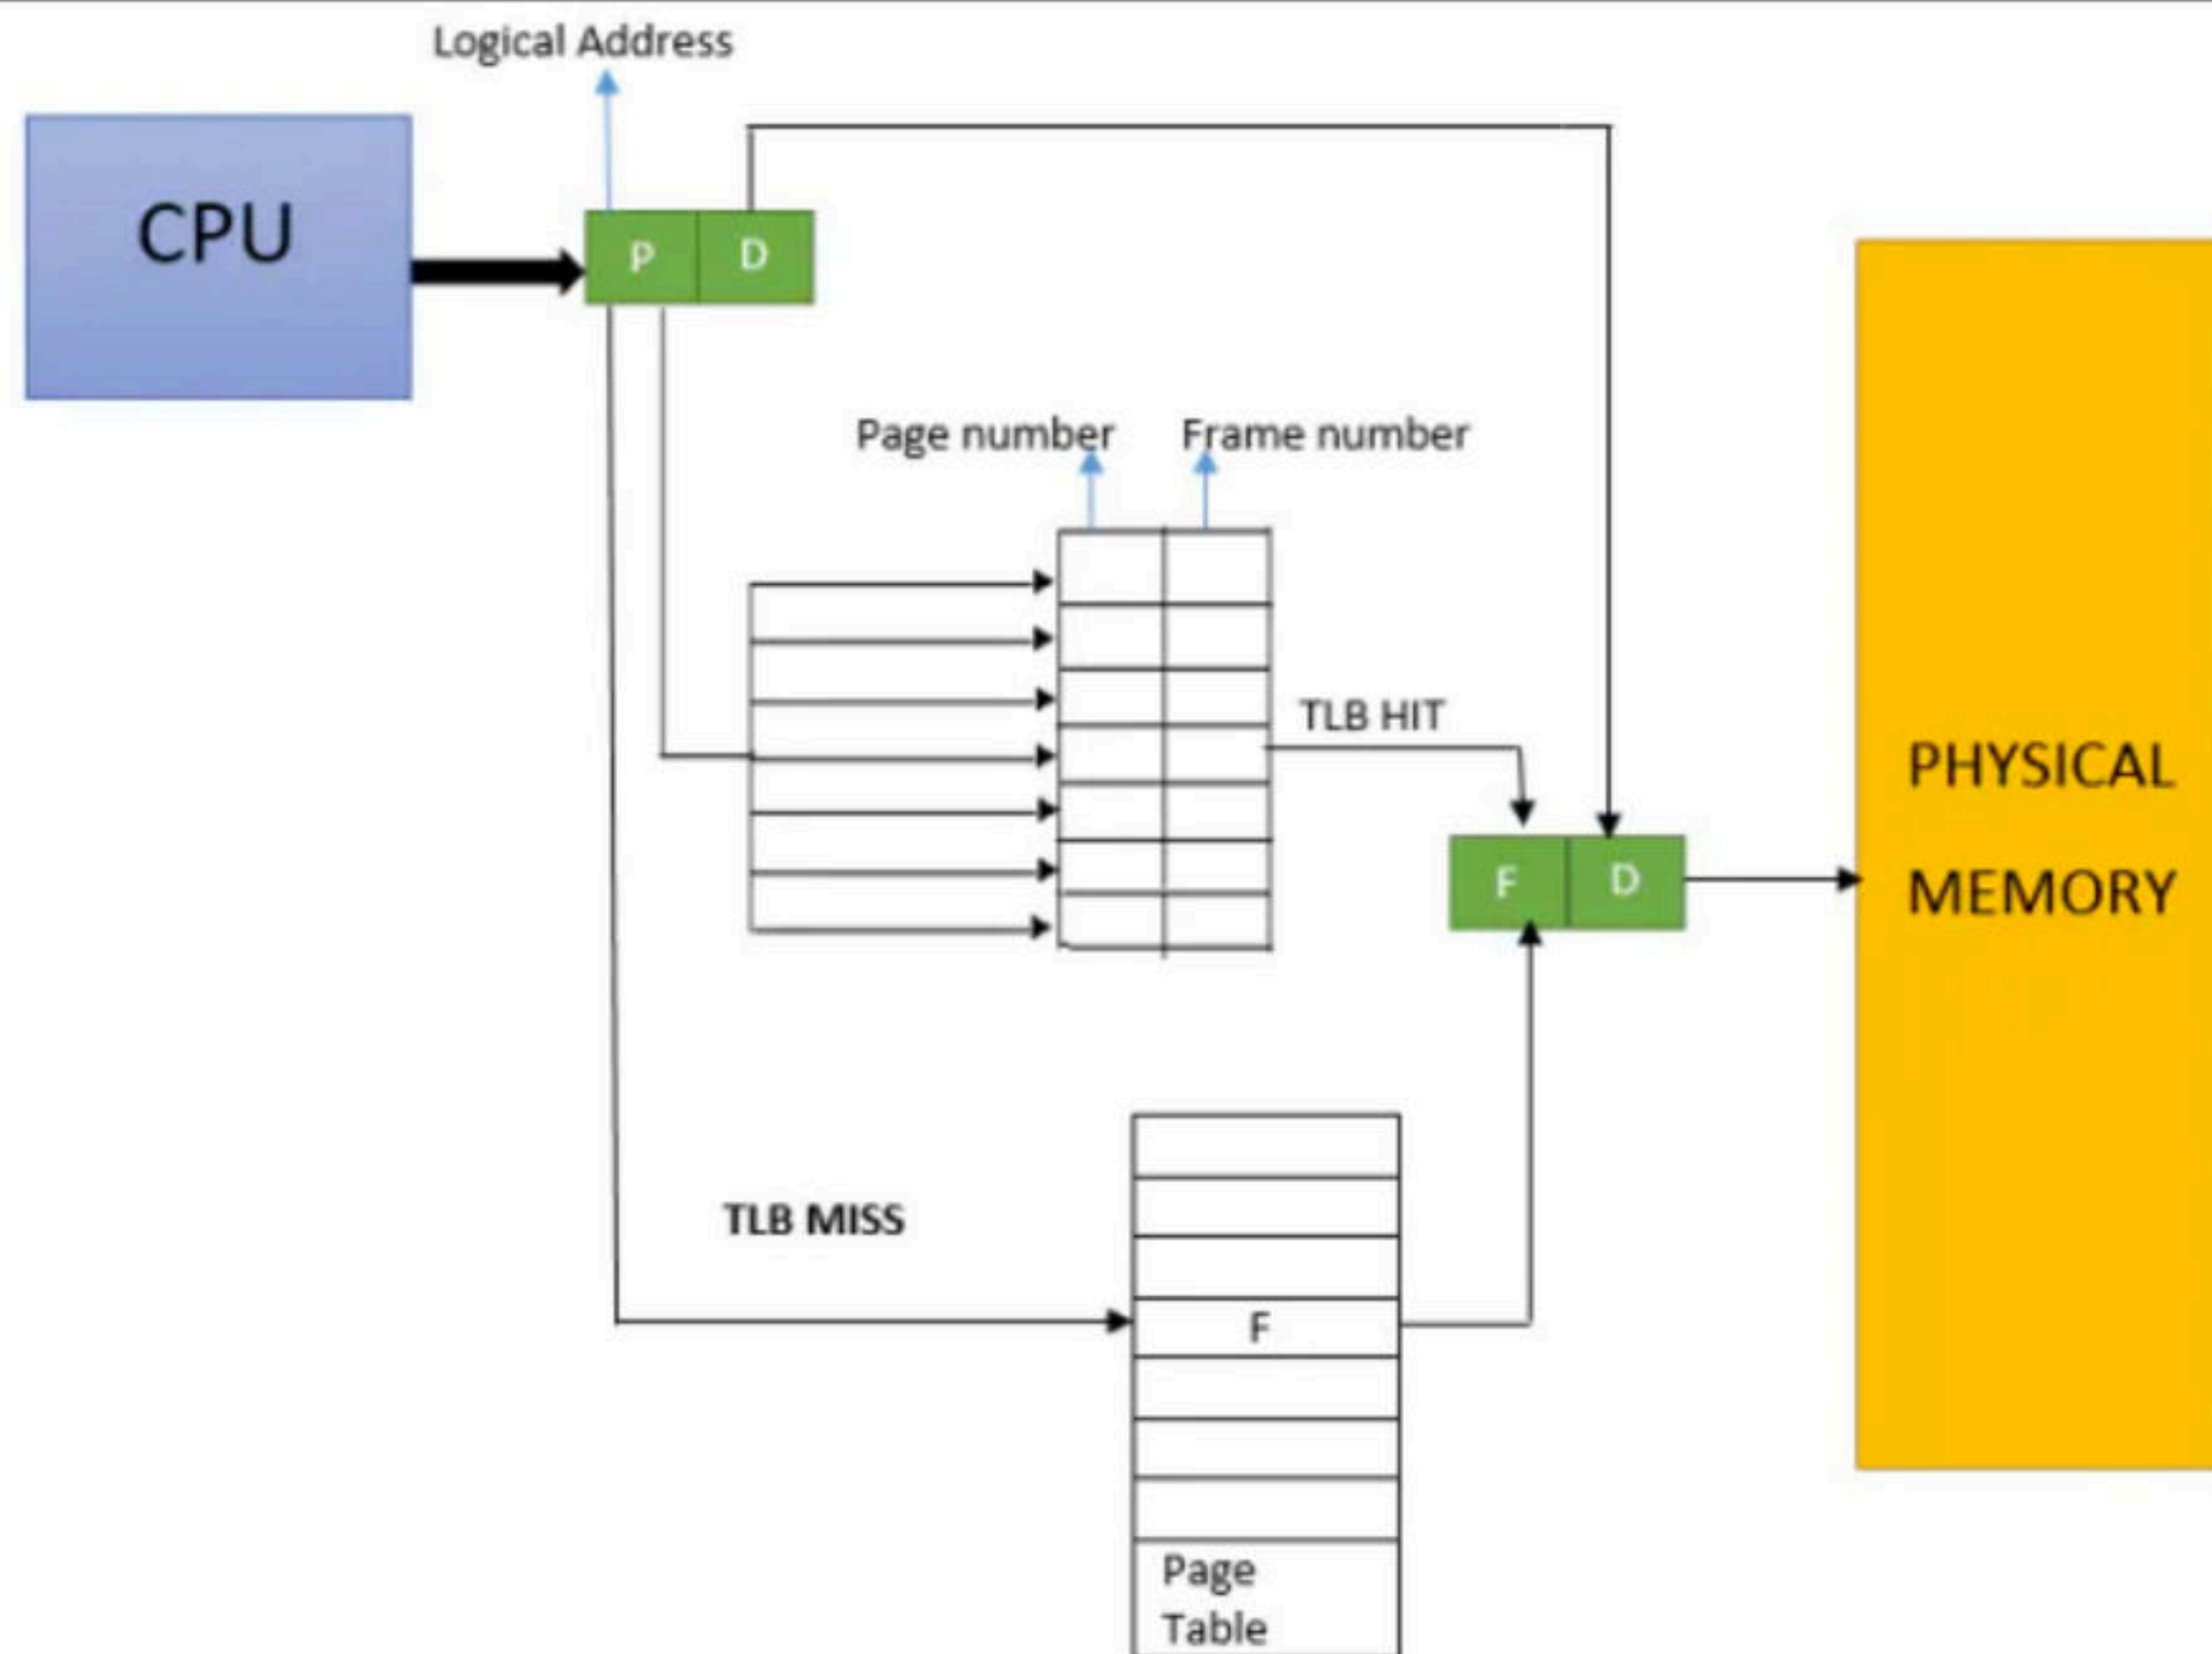 Logical Address
CPU
P D
Page number Frame number
TLB HIT
F D
PHYSICAL
MEMORY
TLB MISS
F
Page
Table